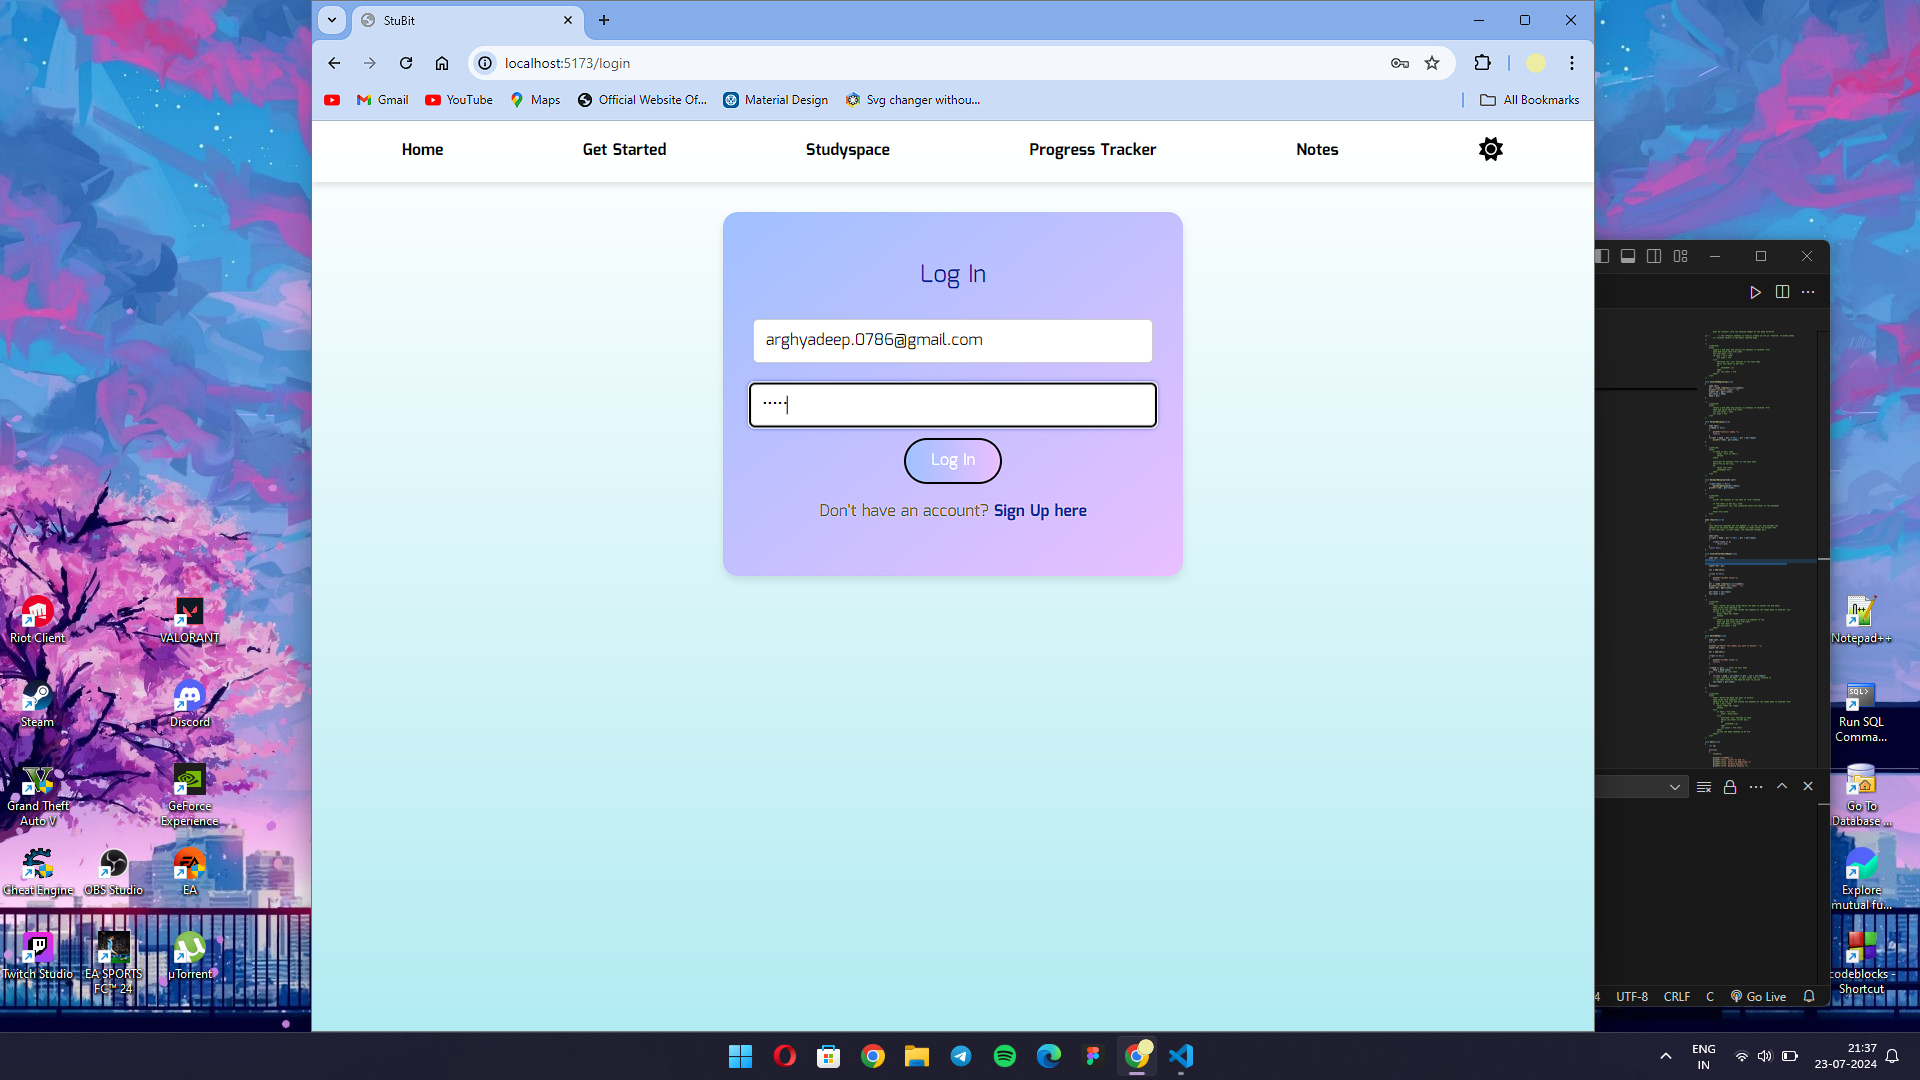 StuBit
localhost:5173/login
Gmail
YouTube
Maps
Official Website Of...
Material Design
Svg changer withou...
All Bookmarks
Home
Get Started
Studyspace
Progress Tracker
Notes
Log In
arghyadeep.0786@gmail.com
·····
Log In
Don't have an account? Sign Up here
Riot Client
VALORANT
Steam
Discord
Grand Theft
Auto V
GeForce
Experience
Cheat Engine
OBS Studio
EA
Twitch Studio
EA SPORTS
FC™ 24
µTorrent
Notepad++
SQL>
Run SQL
Comma...
Go To
Database ...
Explore
mutual fu...
codeblocks -
Shortcut
4
UTF-8
CRLF
C
Go Live
ENG
IN
21:37
23-07-2024